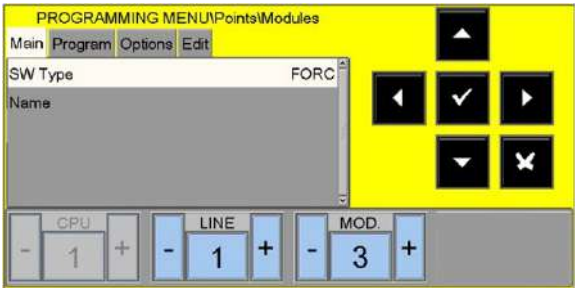 PROGRAMMING MENU\Points\Modules
Main Program Options Edit
SW Type FORC
Name
CPU LINE MOD.
- 1 + - 1 + - 3 +